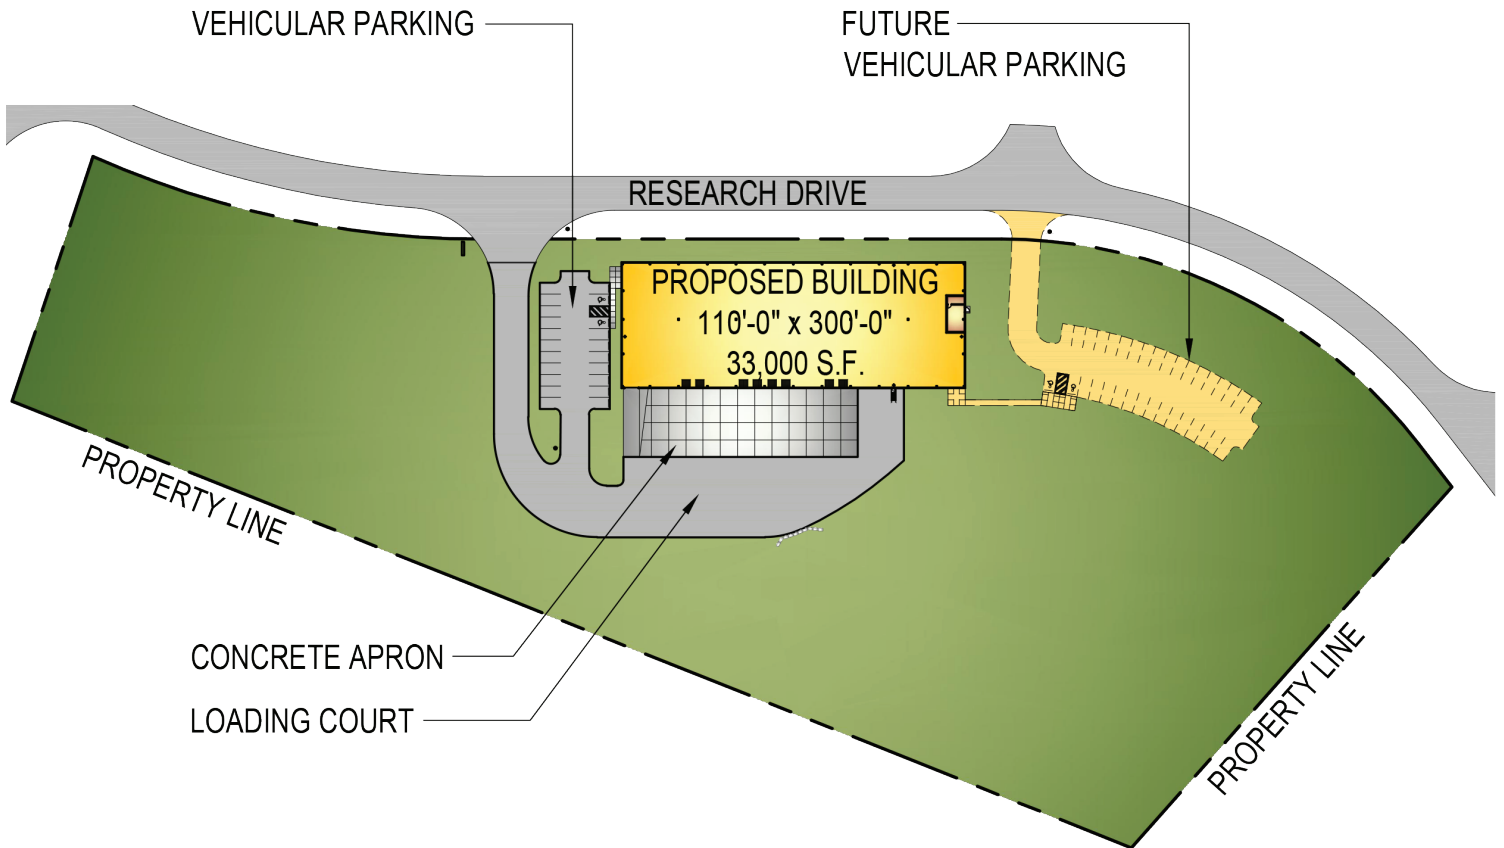 VEHICULAR PARKING
FUTURE
VEHICULAR PARKING
RESEARCH DRIVE
PROPOSED BUILDING
110'-0" x 300'-0"
33,000 S.F.
PROPERTY LINE
CONCRETE APRON
LOADING COURT
PROPERTY LINE